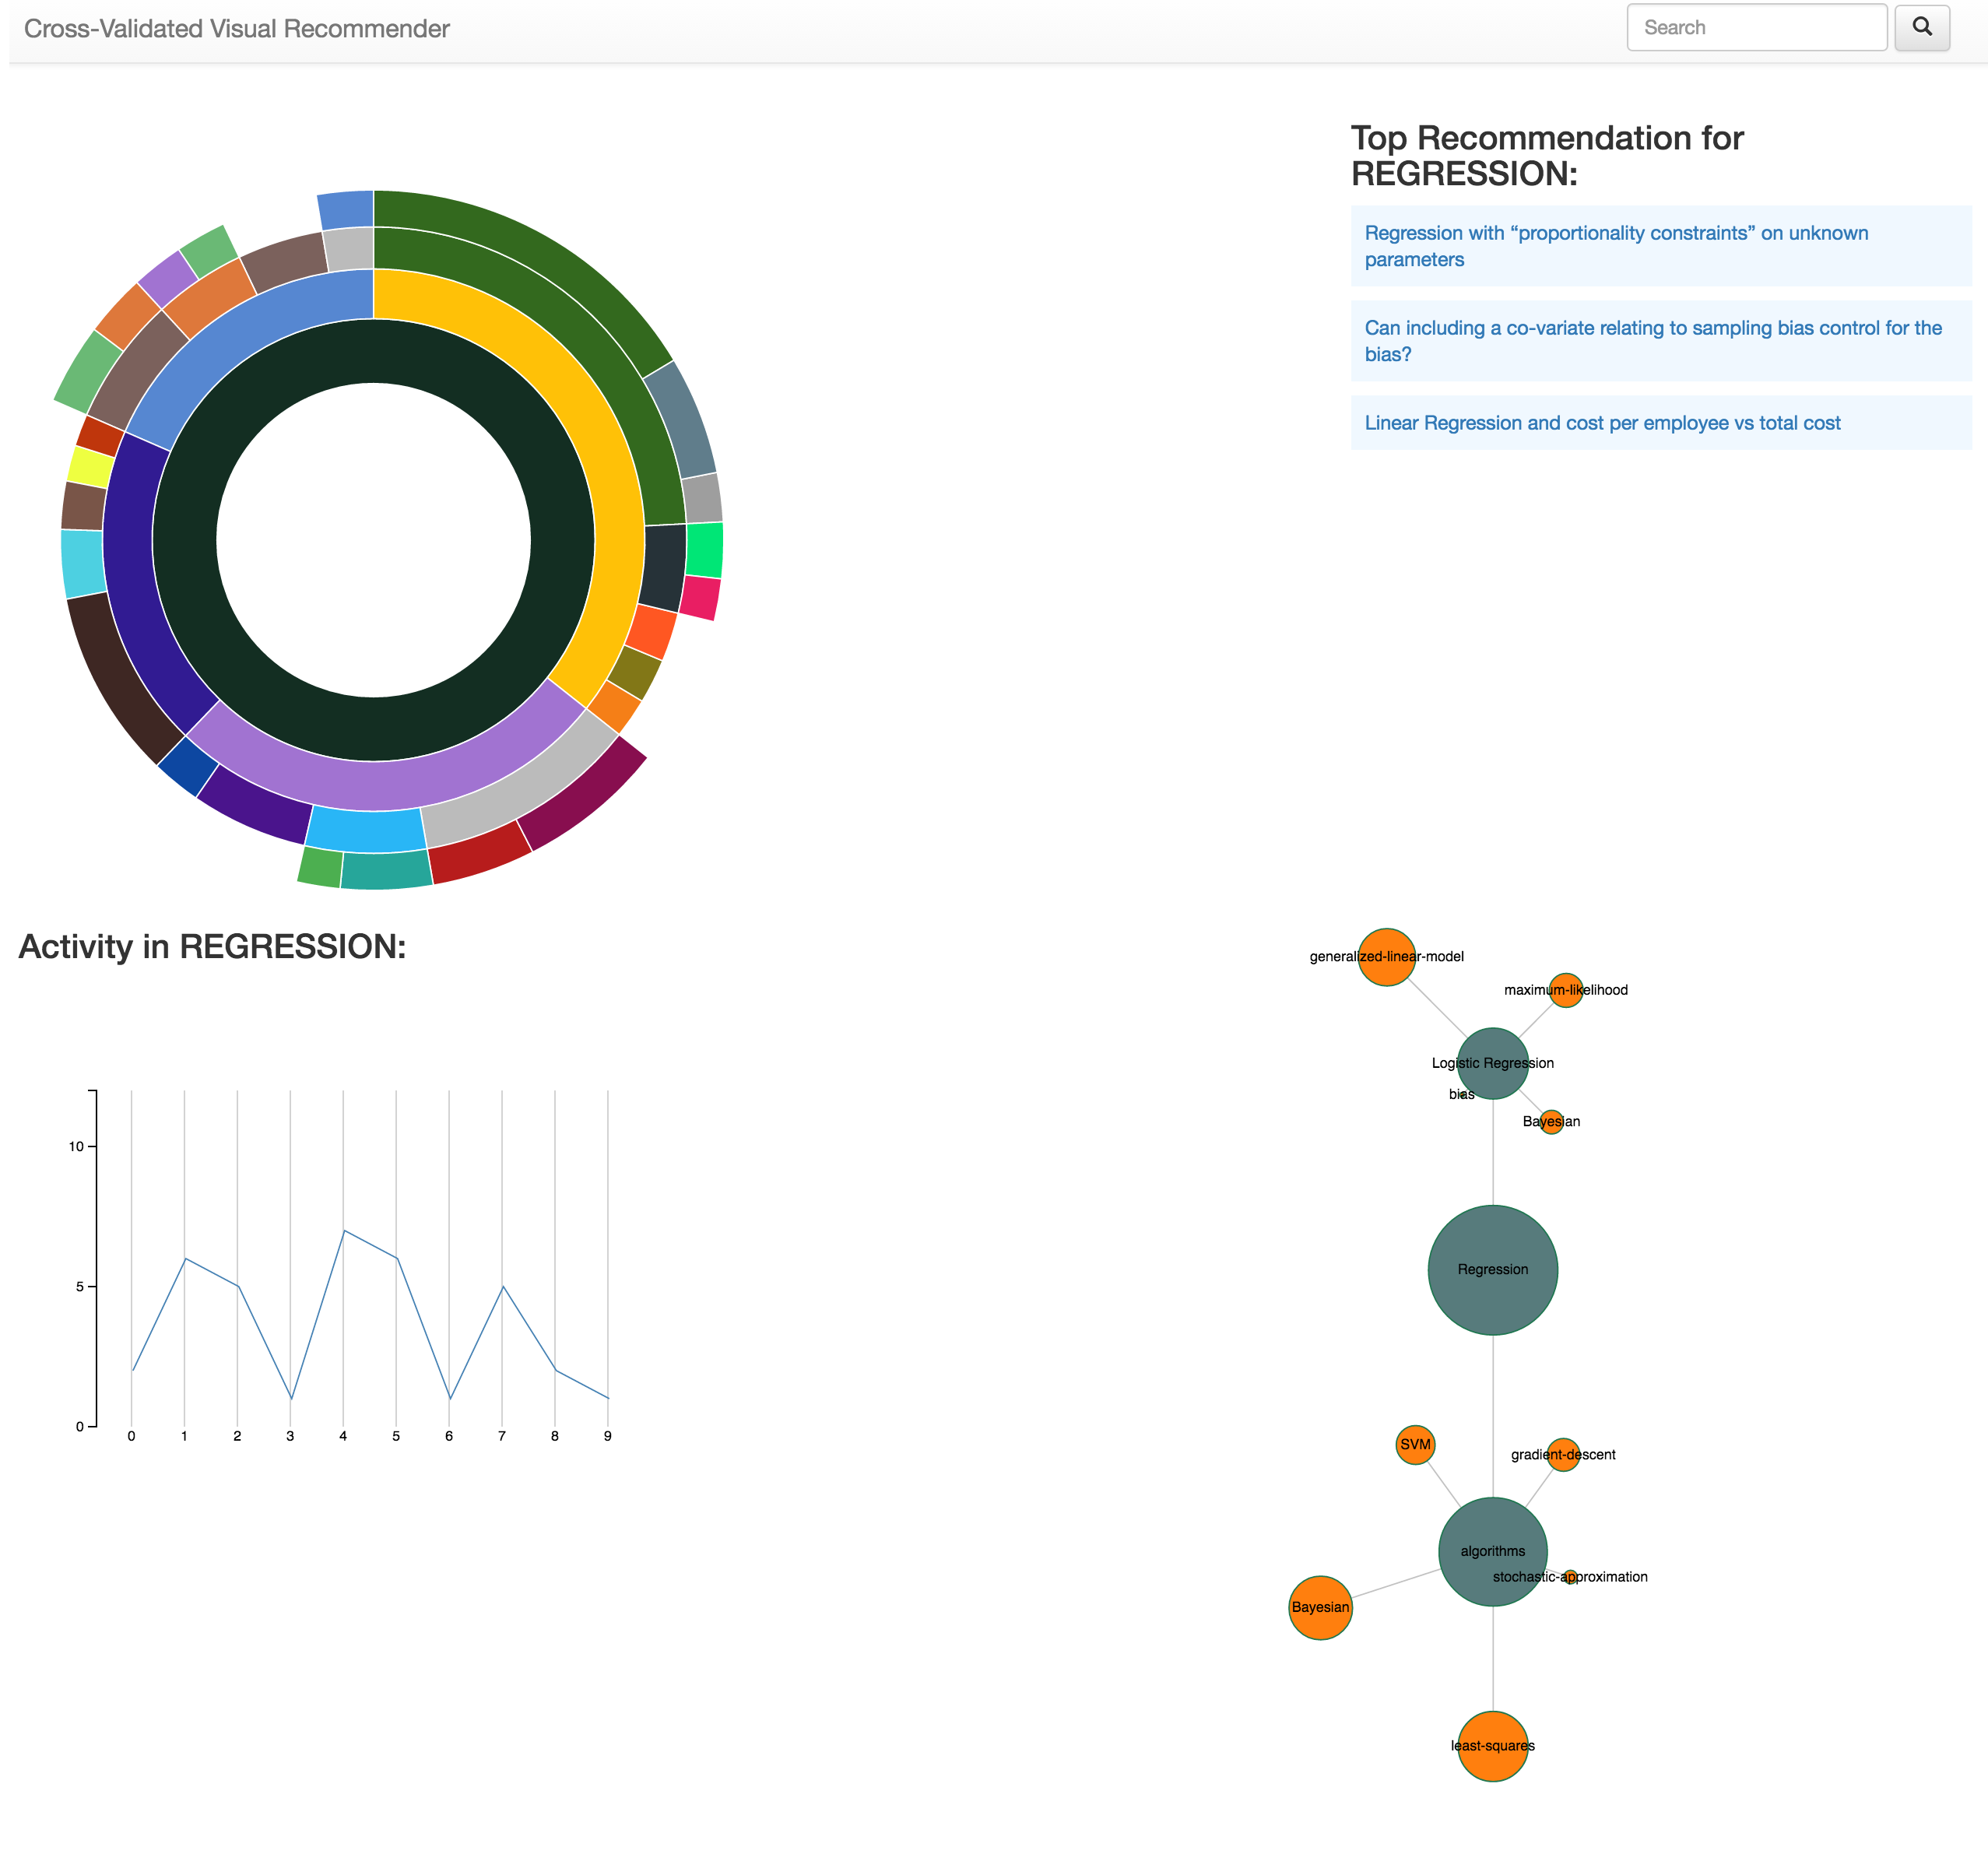 Cross-Validated Visual Recommender
Search
Top Recommendation for
REGRESSION:
Regression with “proportionality constraints” on unknown
parameters
Can including a co-variate relating to sampling bias control for the
bias?
Linear Regression and cost per employee vs total cost
Activity in REGRESSION:
10
5
0
0 1 2 3 4 5 6 7 8 9
generalized-linear-model
maximum-likelihood
Logistic Regression
bias
Bayesian
Regression
SVM
gradient-descent
algorithms
stochastic-approximation
Bayesian
least-squares